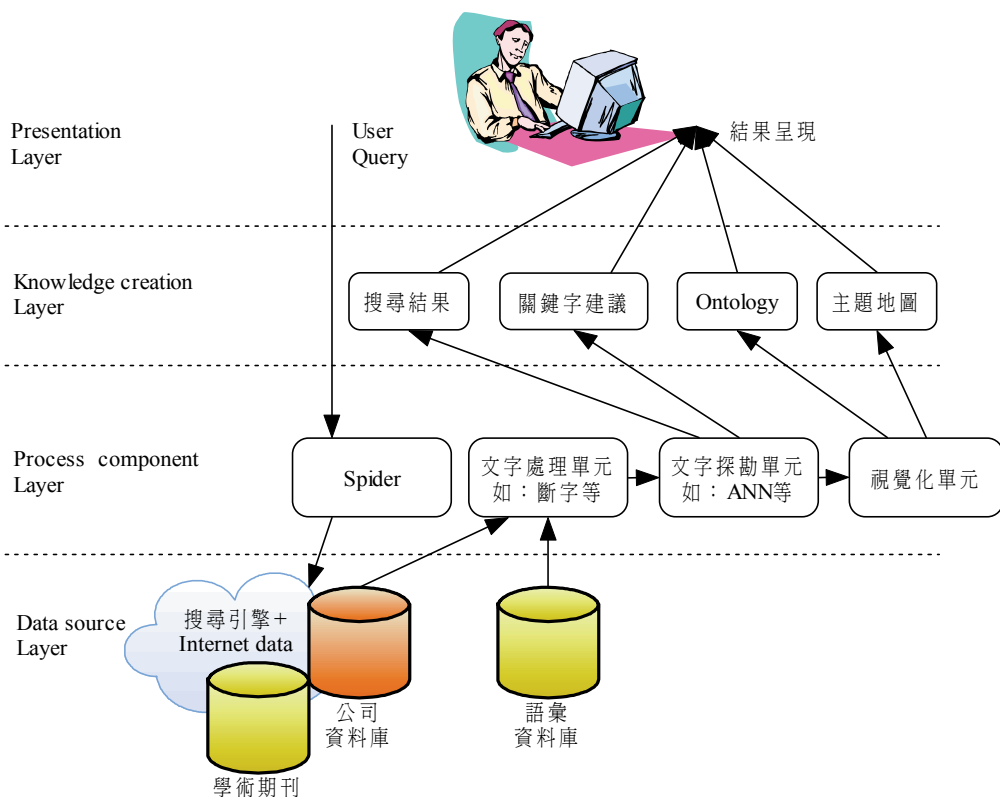 Presentation
Layer
User
Query
結果呈現
Knowledge creation
Layer
搜尋結果
關鍵字建議
Ontology
主題地圖
Process component
Layer
Spider
文字處理單元
如：斷字等
文字探勘單元
如：ANN等
視覺化單元
Data source
Layer
搜尋引擎+
Internet data
公司
資料庫
語彙
資料庫
學術期刊